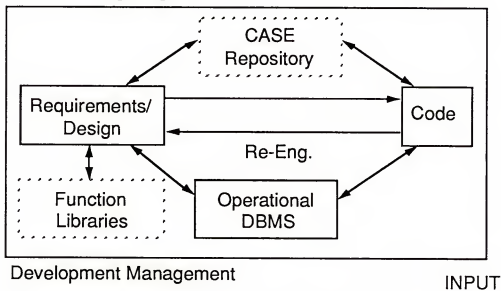 CASE
Repository
Requirements/
Design
Code
Re-Eng.
Function
Libraries
Operational
DBMS
Development Management
INPUT